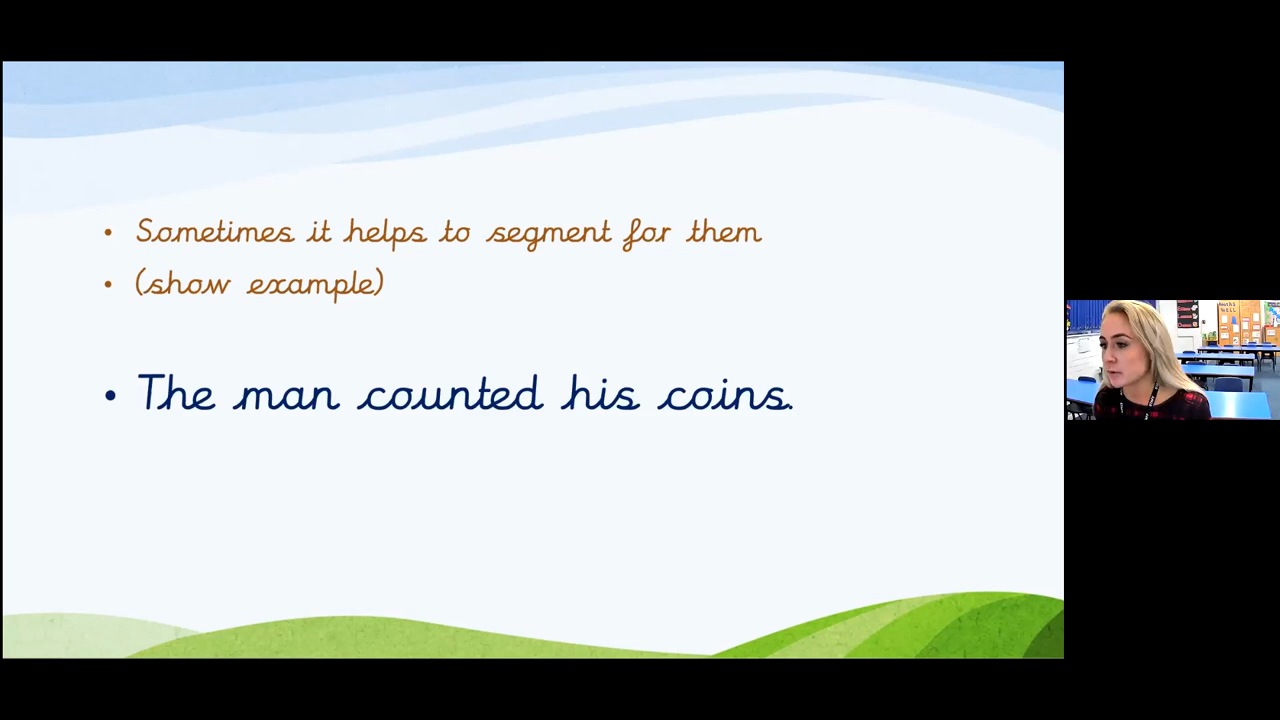 Sometimes it helps to segment for them
(show example)
The man counted his coins.